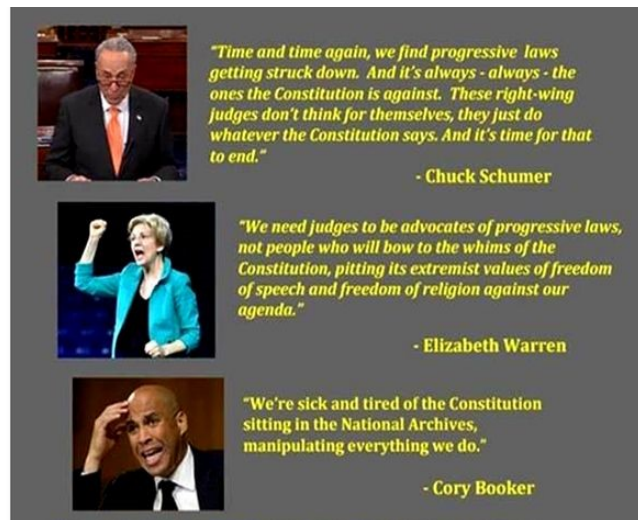 "Time and time again, we find progressive laws
getting struck down. And it's always - always - the
ones the Constitution is against. These right-wing
judges don't think for themselves, they just do
whatever the Constitution says. And it's time for that
to end."
- Chuck Schumer
"We need judges to be advocates of progressive laws,
not people who will bow to the whims of the
Constitution, pitting its extremist values of freedom
of speech and freedom of religion against our
agenda."
- Elizabeth Warren
"We're sick and tired of the Constitution
sitting in the National Archives,
manipulating everything we do."
- Cory Booker